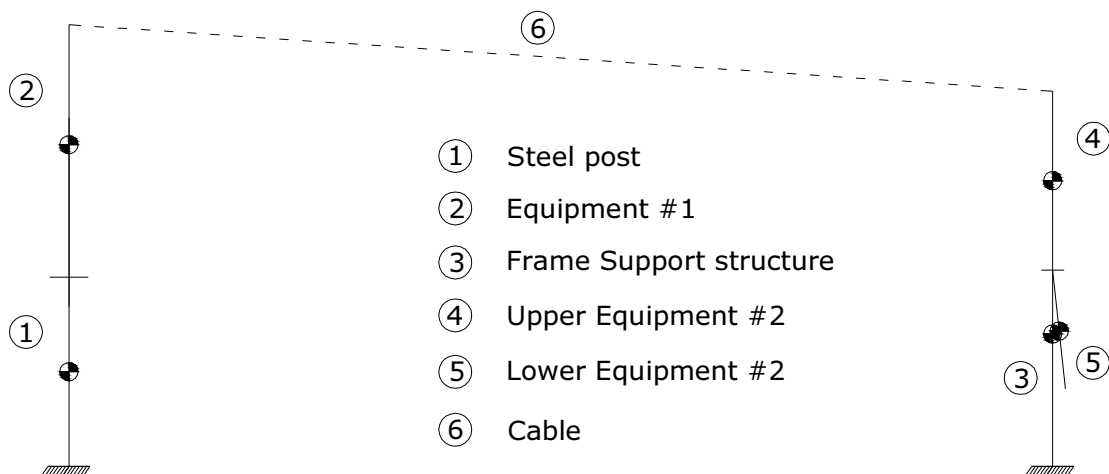 6
2
4
1 Steel post
2 Equipment #1
3 Frame Support structure
4 Upper Equipment #2
1
5 Lower Equipment #2
5
3
6 Cable